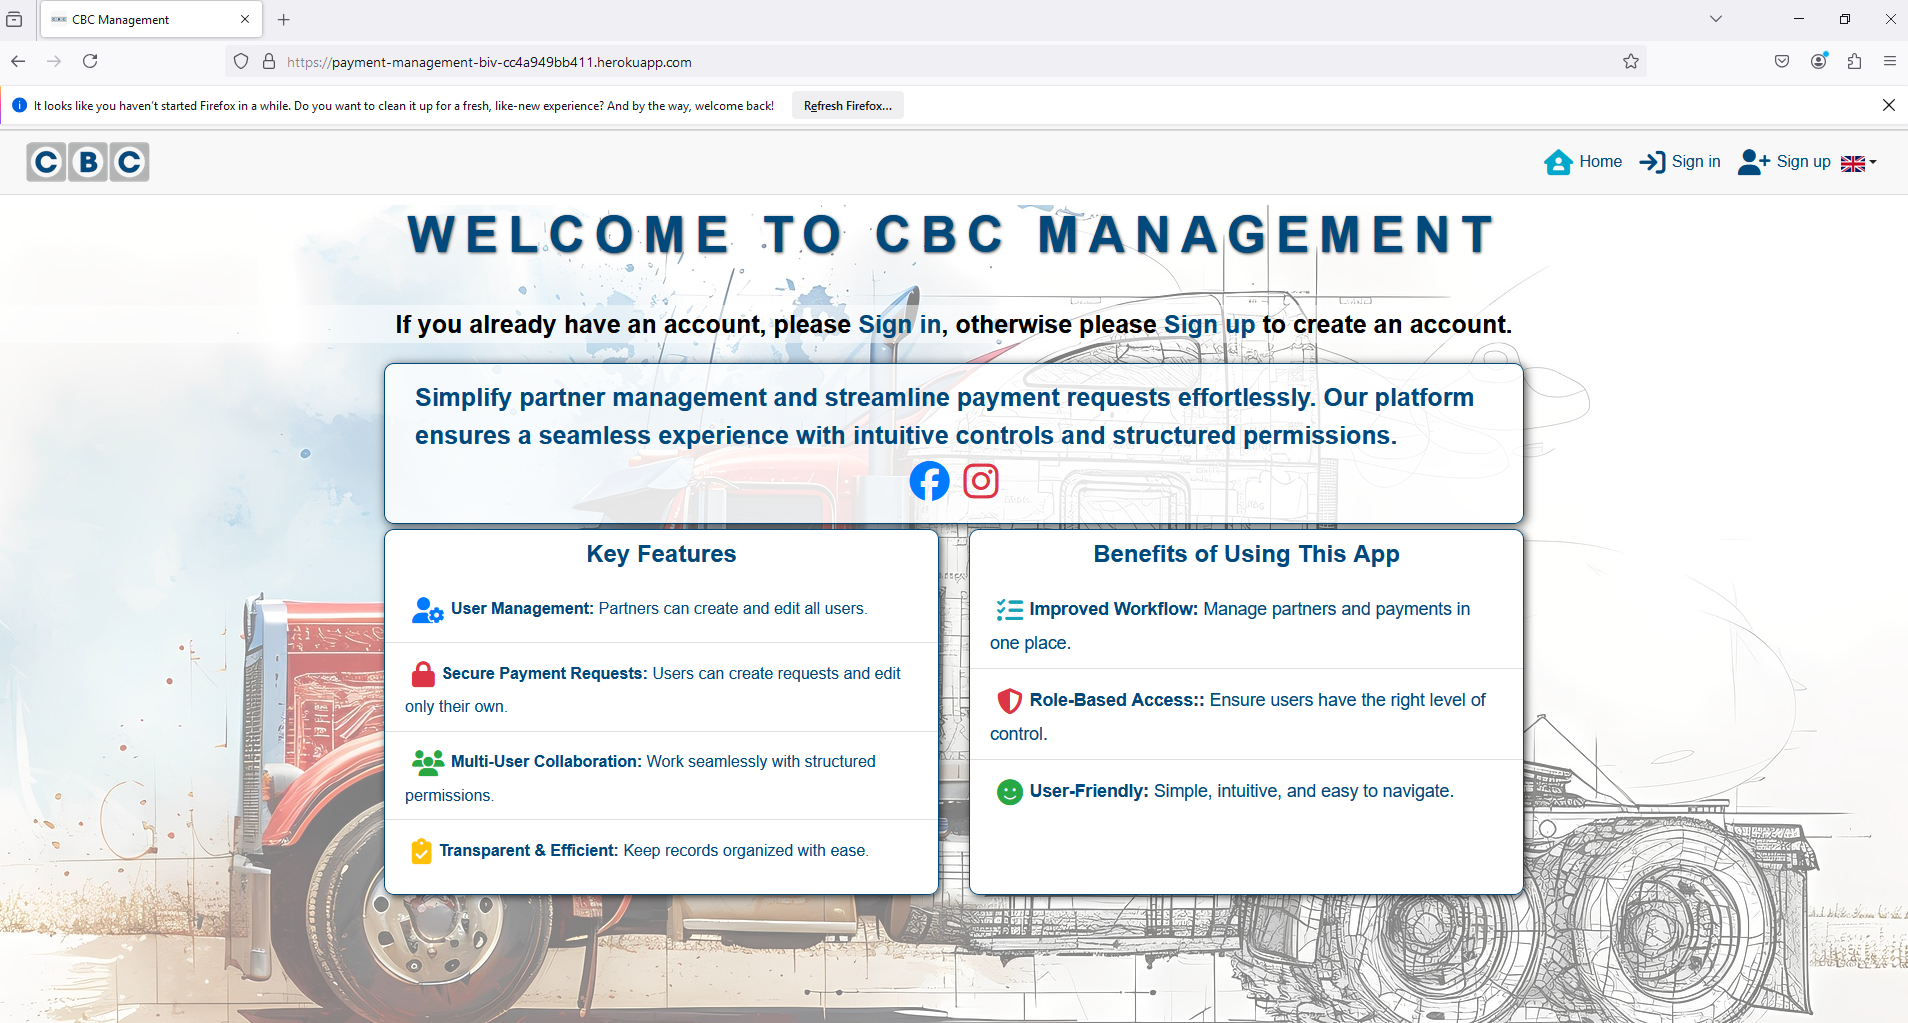 CBC Management
https://payment-management-biv-cc4a949bb411.herokuapp.com
It looks like you haven't started Firefox in a while. Do you want to clean it up for a fresh, like-new experience? And by the way, welcome back!
Refresh Firefox...
CBC
Home
Sign in
Sign up
WELCOME TO CBC MANAGEMENT
If you already have an account, please Sign in, otherwise please Sign up to create an account.
Simplify partner management and streamline payment requests effortlessly. Our platform
ensures a seamless experience with intuitive controls and structured permissions.
Key Features
User Management: Partners can create and edit all users.
Secure Payment Requests: Users can create requests and edit
only their own.
Multi-User Collaboration: Work seamlessly with structured
permissions.
Transparent & Efficient: Keep records organized with ease.
Benefits of Using This App
Improved Workflow: Manage partners and payments in
one place.
Role-Based Access:: Ensure users have the right level of
control.
User-Friendly: Simple, intuitive, and easy to navigate.